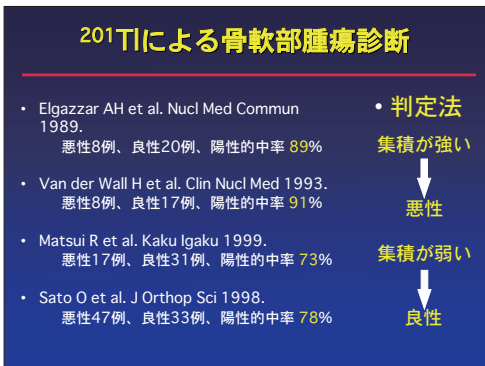 201Tlによる骨軟部腫瘍診断
• Elgazzar AH et al. Nucl Med Commun
1989.
悪性8例、良性20例、陽性的中率 89%
• Van der Wall H et al. Clin Nucl Med 1993.
悪性8例、良性17例、陽性的中率 91%
• Matsui R et al. Kaku Igaku 1999.
悪性17例、良性31例、陽性的中率 73%
• Sato O et al. J Orthop Sci 1998.
悪性47例、良性33例、陽性的中率 78%
• 判定法
集積が強い
悪性
集積が弱い
良性